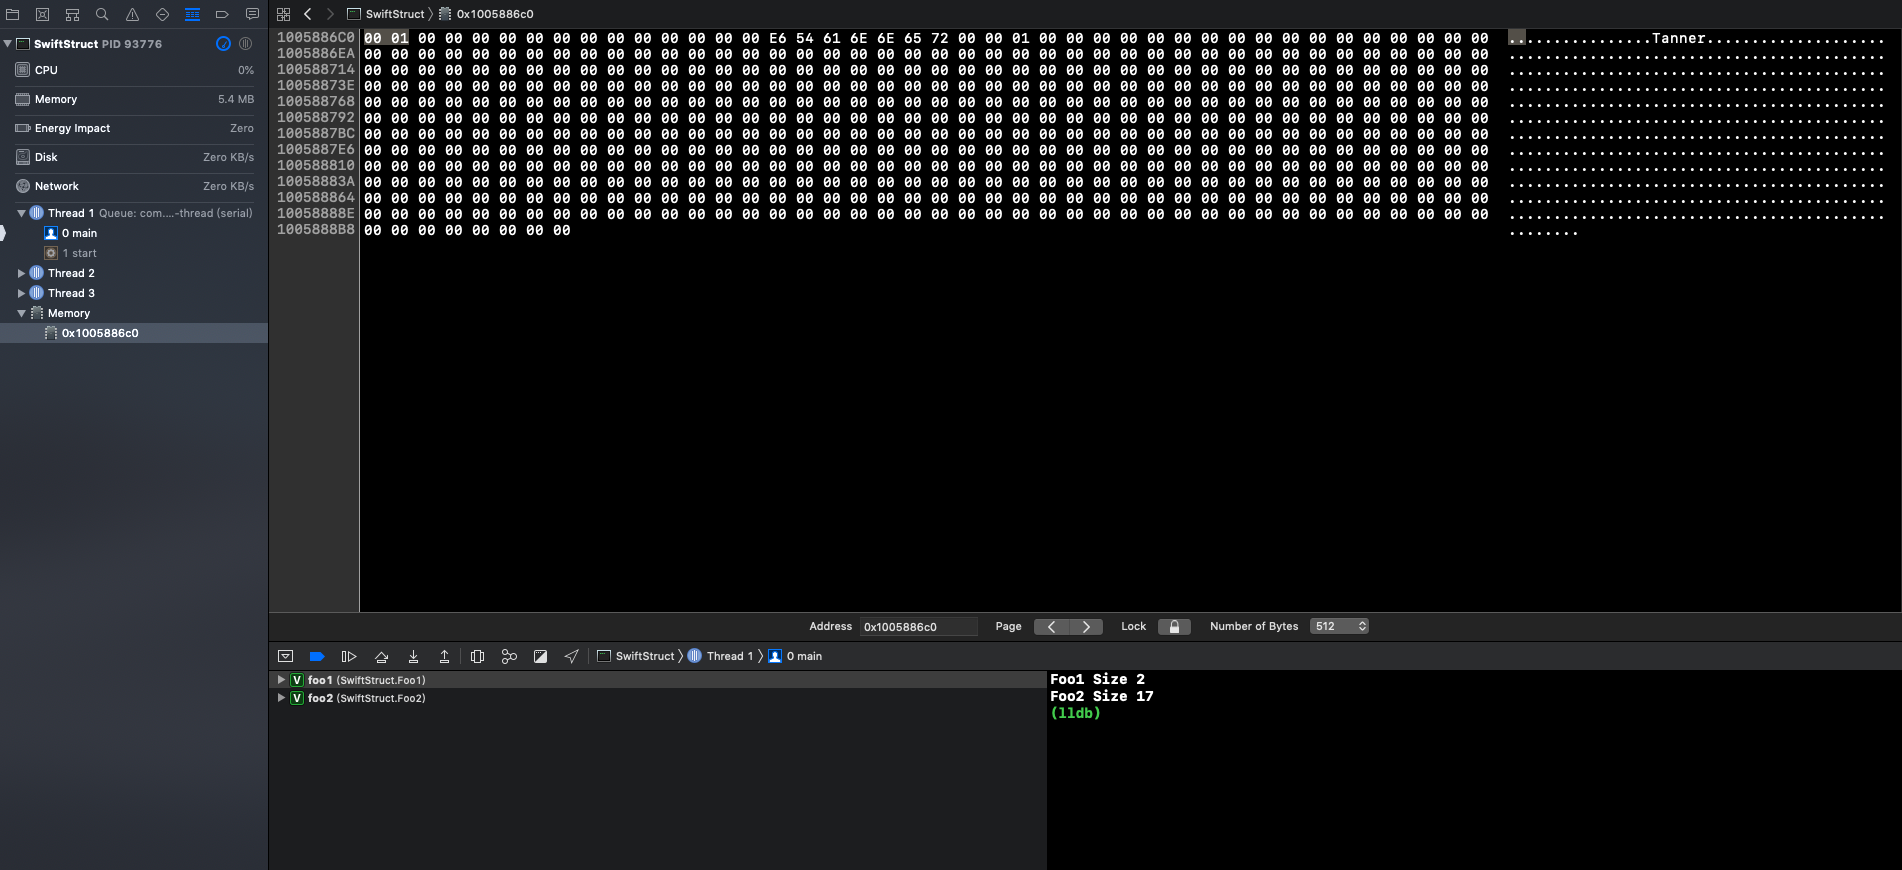 SwiftStruct 〉 0x1005886c0
SwiftStruct PID 93776
CPU 0%
Memory 5.4 MB
Energy Impact Zero
Disk Zero KB/s
Network Zero KB/s
Thread 1 Queue: com....-thread (serial)
0 main
1 start
Thread 2
Thread 3
Memory
0x1005886c0
1005886C0 00 01 00 00 00 00 00 00 00 00 00 00 00 00 00 E6 54 61 6E 6E 65 72 00 00 01 00 00 00 00 00 00 00 00 00 00 00 00 00 00 00 00 00 ................Tanner....................
1005886EA 00 00 00 00 00 00 00 00 00 00 00 00 00 00 00 00 00 00 00 00 00 00 00 00 00 00 00 00 00 00 00 00 00 00 00 00 00 00 00 00 00 00 ..........................................
100588714 00 00 00 00 00 00 00 00 00 00 00 00 00 00 00 00 00 00 00 00 00 00 00 00 00 00 00 00 00 00 00 00 00 00 00 00 00 00 00 00 00 00 ..........................................
10058873E 00 00 00 00 00 00 00 00 00 00 00 00 00 00 00 00 00 00 00 00 00 00 00 00 00 00 00 00 00 00 00 00 00 00 00 00 00 00 00 00 00 00 ..........................................
100588768 00 00 00 00 00 00 00 00 00 00 00 00 00 00 00 00 00 00 00 00 00 00 00 00 00 00 00 00 00 00 00 00 00 00 00 00 00 00 00 00 00 00 ..........................................
100588792 00 00 00 00 00 00 00 00 00 00 00 00 00 00 00 00 00 00 00 00 00 00 00 00 00 00 00 00 00 00 00 00 00 00 00 00 00 00 00 00 00 00 ..........................................
1005887BC 00 00 00 00 00 00 00 00 00 00 00 00 00 00 00 00 00 00 00 00 00 00 00 00 00 00 00 00 00 00 00 00 00 00 00 00 00 00 00 00 00 00 ..........................................
1005887E6 00 00 00 00 00 00 00 00 00 00 00 00 00 00 00 00 00 00 00 00 00 00 00 00 00 00 00 00 00 00 00 00 00 00 00 00 00 00 00 00 00 00 ..........................................
100588810 00 00 00 00 00 00 00 00 00 00 00 00 00 00 00 00 00 00 00 00 00 00 00 00 00 00 00 00 00 00 00 00 00 00 00 00 00 00 00 00 00 00 ..........................................
10058883A 00 00 00 00 00 00 00 00 00 00 00 00 00 00 00 00 00 00 00 00 00 00 00 00 00 00 00 00 00 00 00 00 00 00 00 00 00 00 00 00 00 00 ..........................................
100588864 00 00 00 00 00 00 00 00 00 00 00 00 00 00 00 00 00 00 00 00 00 00 00 00 00 00 00 00 00 00 00 00 00 00 00 00 00 00 00 00 00 00 ..........................................
10058888E 00 00 00 00 00 00 00 00 00 00 00 00 00 00 00 00 00 00 00 00 00 00 00 00 00 00 00 00 00 00 00 00 00 00 00 00 00 00 00 00 00 00 ..........................................
1005888B8 00 00 00 00 00 00 00 00 ........
Address 0x1005886c0 Page Lock Number of Bytes 512
SwiftStruct 〉 Thread 1 〉 0 main
V foo1 (SwiftStruct.Foo1)
V foo2 (SwiftStruct.Foo2)
Foo1 Size 2
Foo2 Size 17
(lldb)